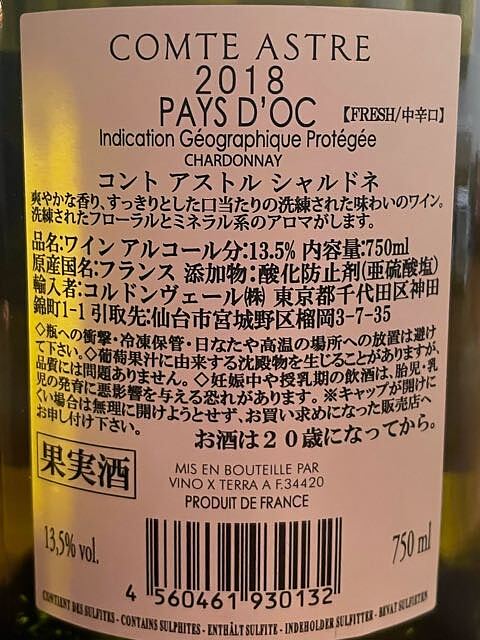 COMTE ASTRE
2018
PAYS D'OC 【FRESH/中辛口】
Indication Géographique Protégée
CHARDONNAY
コント アストル シャルドネ
爽やかな香り、すっきりとした口当たりの洗練された味わいのワイン。
洗練されたフローラルとミネラル系のアロマがします。
品名:ワイン アルコール分:13.5% 内容量:750ml
原産国名:フランス 添加物:酸化防止剤(亜硫酸塩)
輸入者:コルドンヴェール㈱ 東京都千代田区神田
錦町1-1 引取先:仙台市宮城野区榴岡3-7-35
◇瓶への衝撃・冷凍保管・日なたや高温の場所への放置は避け
て下さい。◇葡萄果汁に由来する沈殿物を生じることがありますが、
品質には問題ありません。◇妊娠中や授乳期の飲酒は、胎児・乳
児の発育に悪影響を与える恐れがあります。※キャップが開けに
くい場合は無理に開けようとせず、お買い求めになった販売店へ
お申し付け下さい。
お酒は20歳になってから。
果実酒
MIS EN BOUTEILLE PAR
VINO X TERRA A F.34420
PRODUIT DE FRANCE
13,5% vol.
750 ml
4 560461 930132
CONTIENT DES SULFITES - CONTAINS SULPHITES - ENTHÄLT SULFITE - INDEHOLDER SULFITTER - BEVAT SULFIETEN